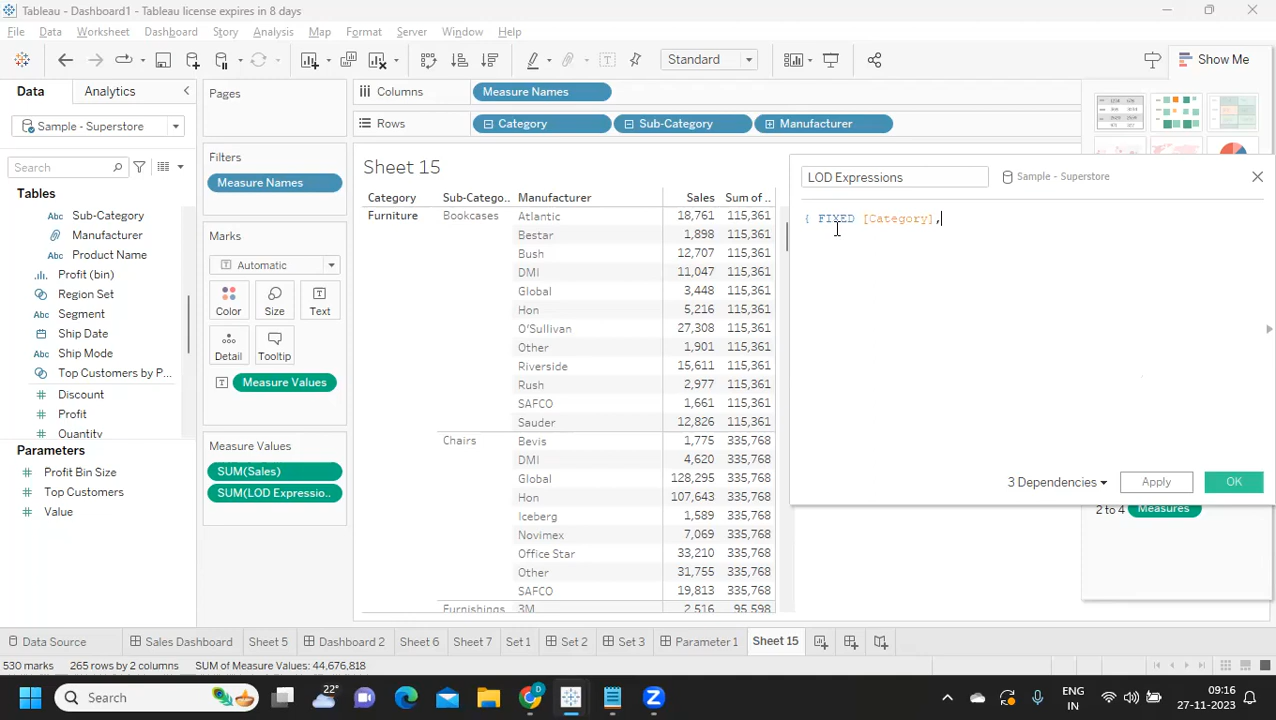 Tableau - Dashboard1 - Tableau license expires in 8 days
File Data Worksheet Dashboard Story Analysis Map Format Server Window Help
Standard
Show Me
Data Analytics
Sample - Superstore
Search
Tables
Abc Sub-Category
Manufacturer
Product Name
Profit (bin)
Region Set
Abc Segment
Ship Date
Abc Ship Mode
Abc Top Customers by P...
Discount
Profit
Quantity
Parameters
Profit Bin Size
Top Customers
Value
Pages
Filters
Measure Names
Marks
Automatic
Color Size Text
Detail Tooltip
Measure Values
Measure Values
SUM(Sales)
SUM(LOD Expressio..
Columns Measure Names
Rows Category Sub-Category Manufacturer
Sheet 15
Category Sub-Catego.. Manufacturer Sales Sum of ..
Furniture Bookcases Atlantic 18,761 115,361
Bestar 1,898 115,361
Bush 12,707 115,361
DMI 11,047 115,361
Global 3,448 115,361
Hon 5,216 115,361
O'Sullivan 27,308 115,361
Other 1,901 115,361
Riverside 15,611 115,361
Rush 2,977 115,361
SAFCO 1,661 115,361
Sauder 12,826 115,361
Chairs Bevis 1,775 335,768
DMI 4,620 335,768
Global 128,295 335,768
Hon 107,643 335,768
Iceberg 1,589 335,768
Novimex 7,069 335,768
Office Star 33,210 335,768
Other 31,755 335,768
SAFCO 19,813 335,768
Furnishings 3M 2,516 95,598
LOD Expressions Sample - Superstore
{ FIXED [Category],
3 Dependencies Apply OK
2 to 4 Measures
Data Source Sales Dashboard Sheet 5 Dashboard 2 Sheet 6 Sheet 7 Set 1 Set 2 Set 3 Parameter 1 Sheet 15
530 marks 265 rows by 2 columns SUM of Measure Values: 44,676,818
Search
22°
ENG
IN
09:16
27-11-2023